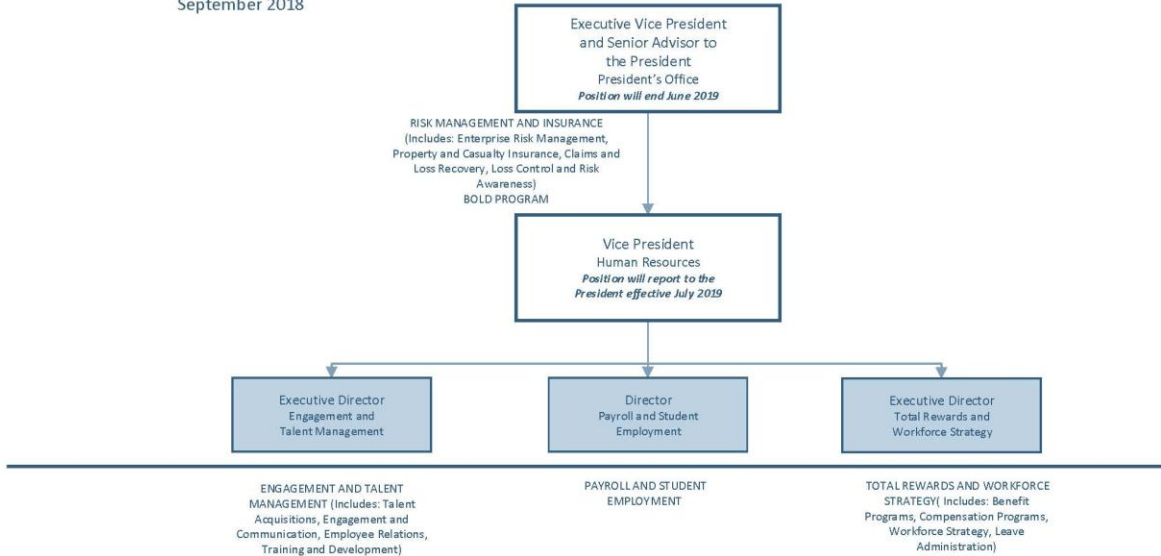 September 2018
Executive Vice President
and Senior Advisor to
the President
President's Office
Position will end June 2019
RISK MANAGEMENT AND INSURANCE
(Includes: Enterprise Risk Management,
Property and Casualty Insurance, Claims and
Loss Recovery, Loss Control and Risk
Awareness)
BOLD PROGRAM
Vice President
Human Resources
Position will report to the
President effective July 2019
Executive Director
Engagement and
Talent Management
Director
Payroll and Student
Employment
Executive Director
Total Rewards and
Workforce Strategy
ENGAGEMENT AND TALENT
MANAGEMENT (Includes: Talent
Acquisitions, Engagement and
Communication, Employee Relations,
Training and Development)
PAYROLL AND STUDENT
EMPLOYMENT
TOTAL REWARDS AND WORKFORCE
STRATEGY( Includes: Benefit
Programs, Compensation Programs,
Workforce Strategy, Leave
Administration)